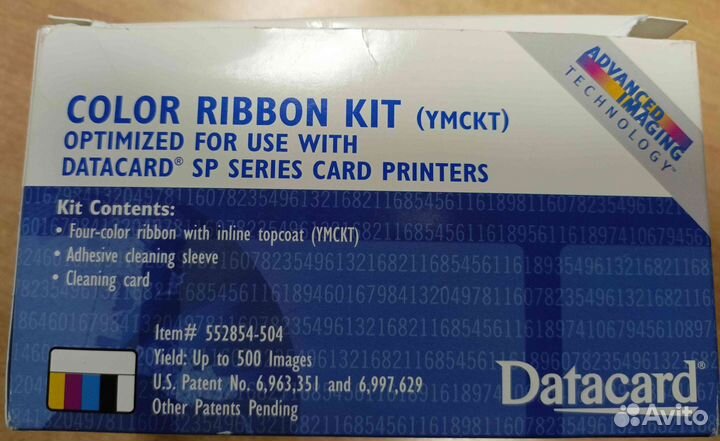 COLOR RIBBON KIT (YMCKT)
OPTIMIZED FOR USE WITH
DATACARD® SP SERIES CARD PRINTERS
ADVANCED
IMAGING
TECHNOLOGY™
Kit Contents:
• Four-color ribbon with inline topcoat (YMCKT)
• Adhesive cleaning sleeve
• Cleaning card
Item# 552854-504
Yield: Up to 500 Images
U.S. Patent No. 6,963,351 and 6,997,629
Other Patents Pending
Datacard®
Avito